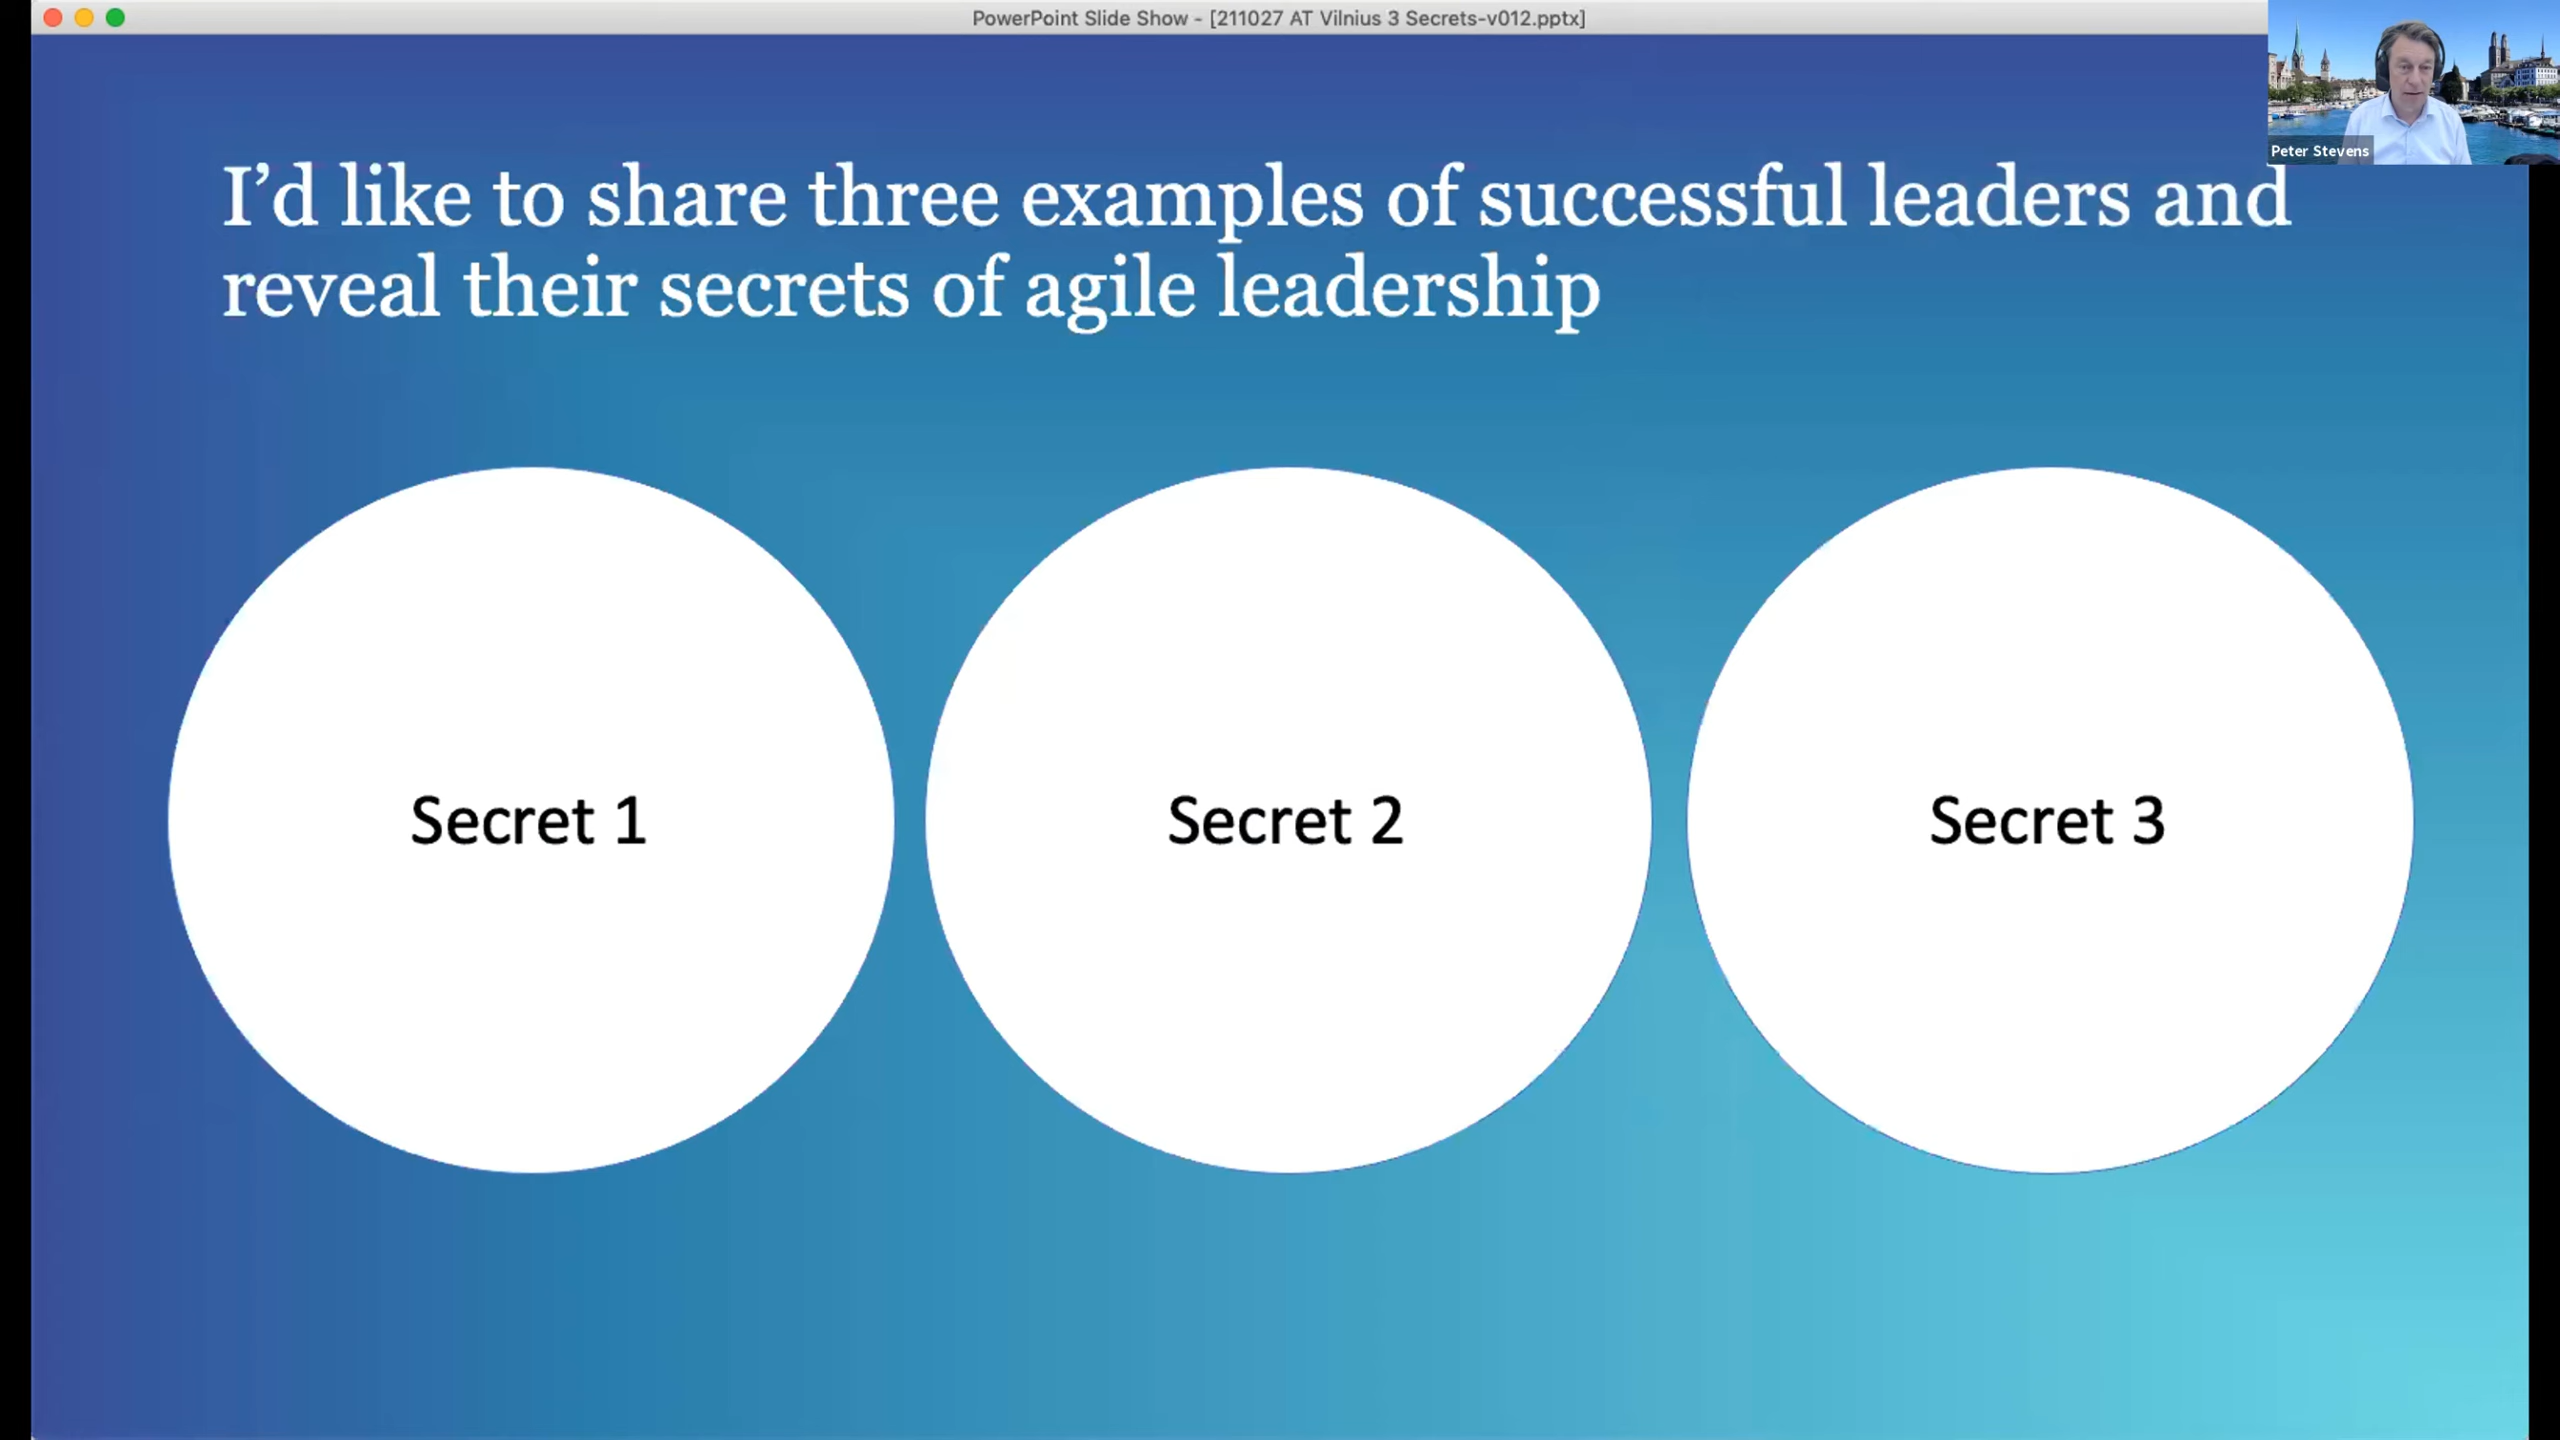 PowerPoint Slide Show - [211027 AT Vilnius 3 Secrets-v012.pptx]
Peter Stevens
I’d like to share three examples of successful leaders and
reveal their secrets of agile leadership
Secret 1
Secret 2
Secret 3